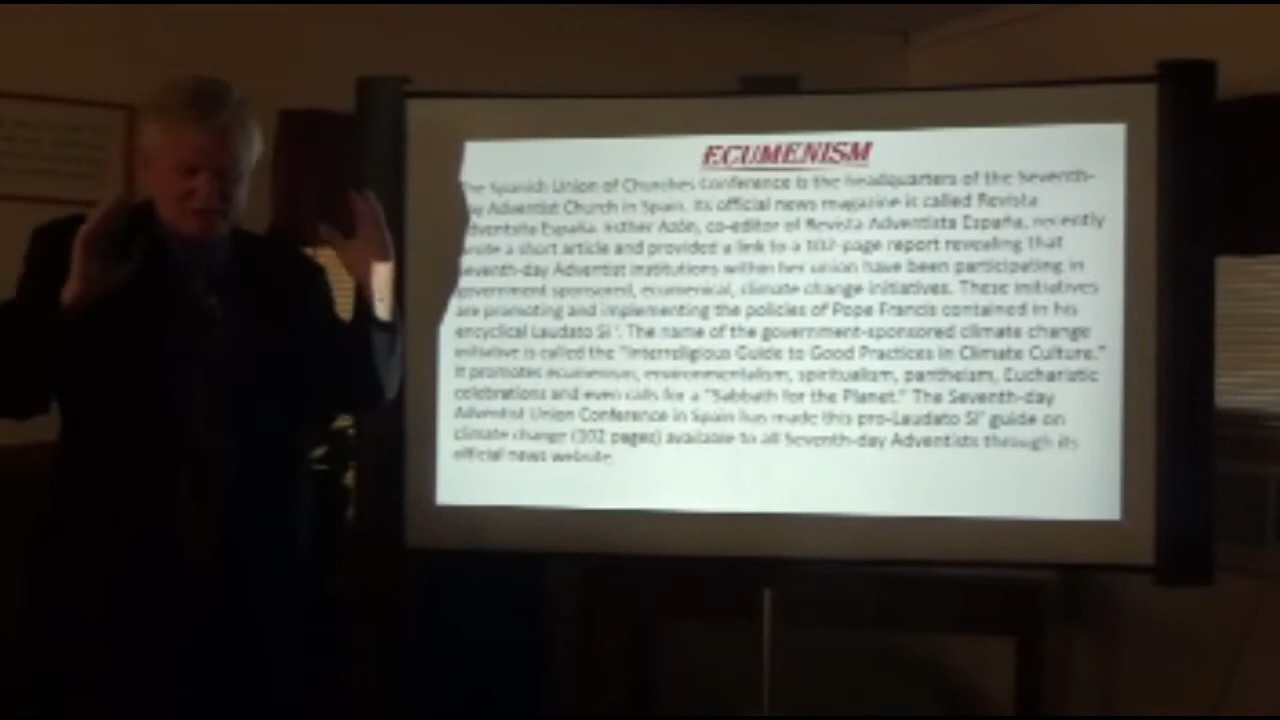 ECUMENISM
The Spanish Union of Churches Conference is the headquarters of the Seventh-
Adventist Church in Spain. Its official news magazine is called Revista
Adventista España. Esther Azón, co-editor of Revista Adventista España, recently
wrote a short article and provided a link to a 102-page report revealing that
Seventh-day Adventist institutions within her union have been participating in
government sponsored, ecumenical, climate change initiatives. These initiatives
are promoting and implementing the policies of Pope Francis contained in his
encyclical Laudato Si'. The name of the government-sponsored climate change
initiative is called the "Interreligious Guide to Good Practices in Climate Culture."
It promotes ecumenism, environmentalism, spiritualism, pantheism, Eucharistic
celebrations and even calls for a "Sabbath for the Planet." The Seventh-day
Adventist Union Conference in Spain has made this pro-Laudato Si' guide on
climate change (102 pages) available to all Seventh-day Adventists through its
official news website.